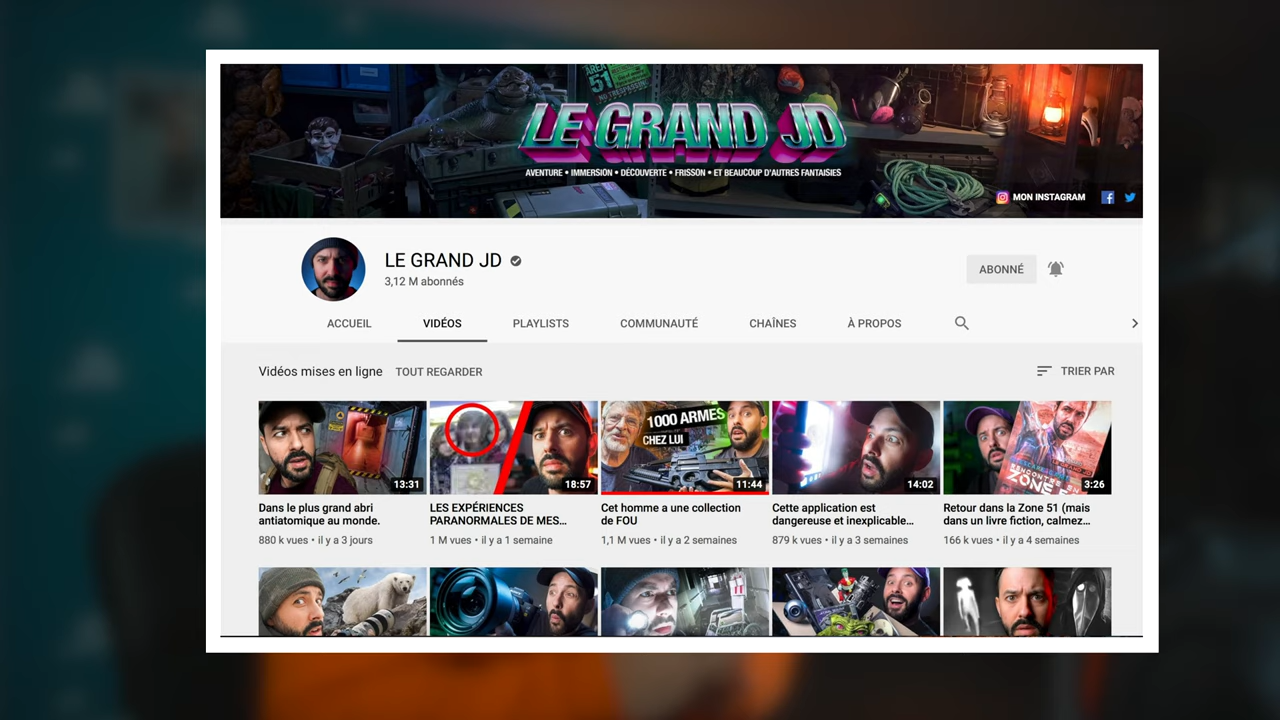 AREA 51
NO TRESPASSING
LE GRAND JD
AVENTURE • IMMERSION • DÉCOUVERTE • FRISSON • ET BEAUCOUP D'AUTRES FANTAISIES
MON INSTAGRAM
LE GRAND JD
3,12 M abonnés
ABONNÉ
ACCUEIL
VIDÉOS
PLAYLISTS
COMMUNAUTÉ
CHAÎNES
À PROPOS
Vidéos mises en ligne
TOUT REGARDER
TRIER PAR
13:31
18:57
1000 ARMES
CHEZ LUI
11:44
14:02
3:26
Dans le plus grand abri
antiatomique au monde.
880 k vues • il y a 3 jours
LES EXPÉRIENCES
PARANORMALES DE MES...
1 M vues • il y a 1 semaine
Cet homme a une collection
de FOU
1,1 M vues • il y a 2 semaines
Cette application est
dangereuse et inexplicable...
879 k vues • il y a 3 semaines
Retour dans la Zone 51 (mais
dans un livre fiction, calmez...
166 k vues • il y a 4 semaines